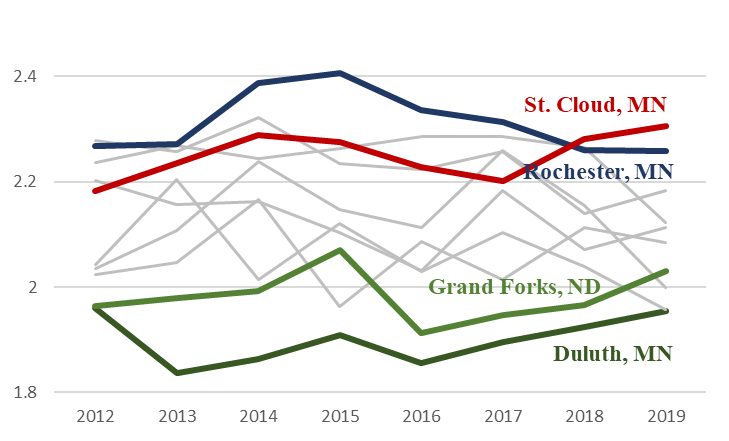 2.4
St. Cloud, MN
2.2
Rochester, MN
2
Grand Forks, ND
Duluth, MN
1.8
2012 2013 2014 2015 2016 2017 2018 2019